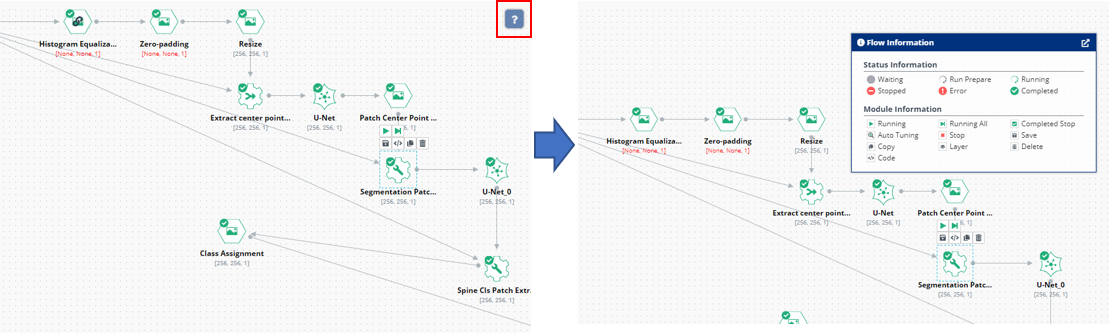 ?
Histogram Equaliza...
[None, None, 1]
Zero-padding
[None, None, 1]
Resize
[256, 256, 1]
Extract center point...
[256, 256, 1]
U-Net
[256, 256, 1]
Patch Center Point ...
, 1]
Segmentation Patc...
[256, 256, 1]
U-Net_0
[256, 256, 1]
Class Assignment
[256, 256, 1]
Spine Cls Patch Extr
[256, 256, 1]
Flow Information
Status Information
Waiting
Run Prepare
Running
Stopped
Error
Completed
Module Information
Running
Running All
Completed Stop
Auto Tuning
Stop
Save
Copy
Layer
Delete
Code
Histogram Equaliza...
[None, None, 1]
Zero-padding
[None, None, 1]
Resize
[256, 256, 1]
Extract center point...
[256, 256, 1]
U-Net
[256, 256, 1]
Patch Center Point ...
, 1]
Segmentation Patc...
[256, 256, 1]
U-Net_0
[256, 256, 1]